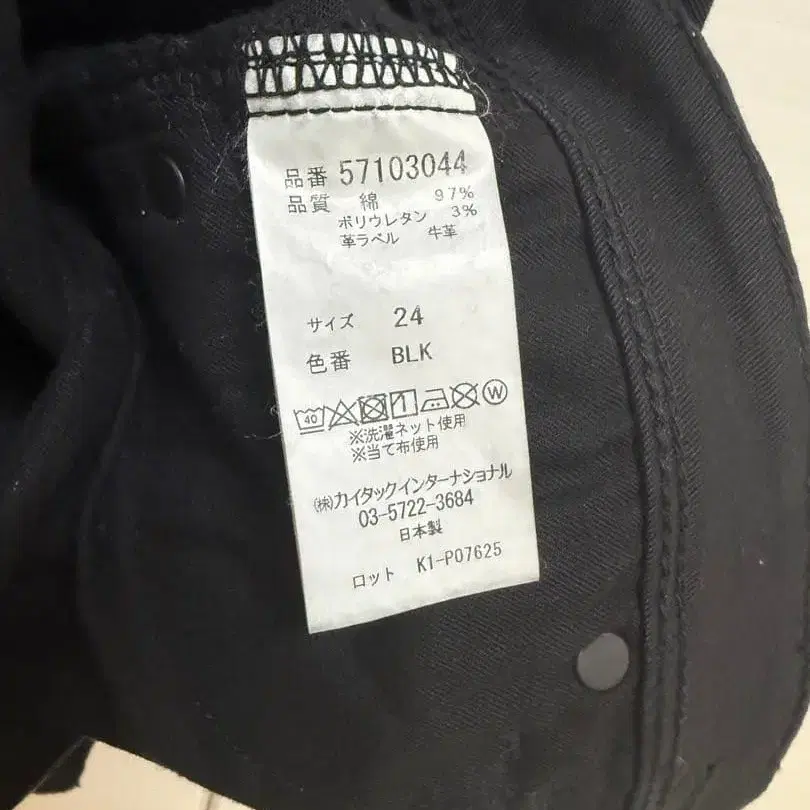 品番 57103044
品質 綿 97%
ポリウレタン 3%
革ラベル 牛革
サイズ 24
色番 BLK
40 W
※洗濯ネット使用
※当て布使用
㈱カイタックインターナショナル
03-5722-3684
日本製
ロット K1-P07625